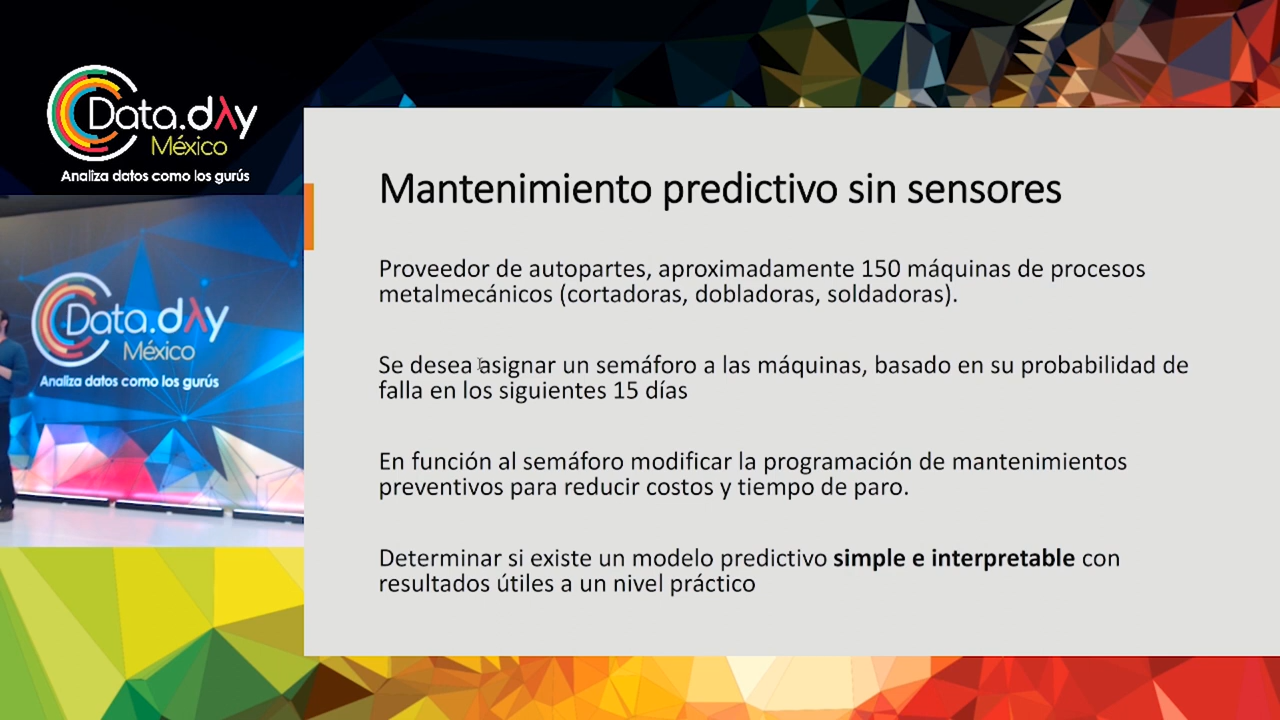 Data.dλy
México
Analiza datos como los gurús
Data.dλy
México
Analiza datos como los gurús
Mantenimiento predictivo sin sensores
Proveedor de autopartes, aproximadamente 150 máquinas de procesos
metalmecánicos (cortadoras, dobladoras, soldadoras).
Se desea asignar un semáforo a las máquinas, basado en su probabilidad de
falla en los siguientes 15 días
En función al semáforo modificar la programación de mantenimientos
preventivos para reducir costos y tiempo de paro.
Determinar si existe un modelo predictivo simple e interpretable con
resultados útiles a un nivel práctico